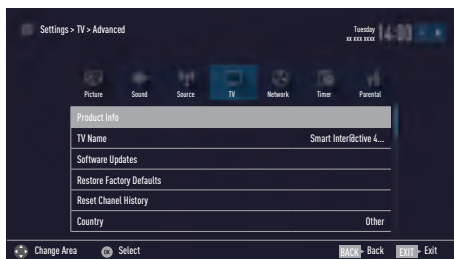 Settings > TV > Advanced
Tuesday
xx xxx xxxx
14:00
Picture Sound Source TV Network Timer Parental
Product Info
TV Name Smart Inter@ctive 4...
Software Updates
Restore Factory Defaults
Reset Chanel History
Country Other
Change Area OK Select BACK Back EXIT Exit